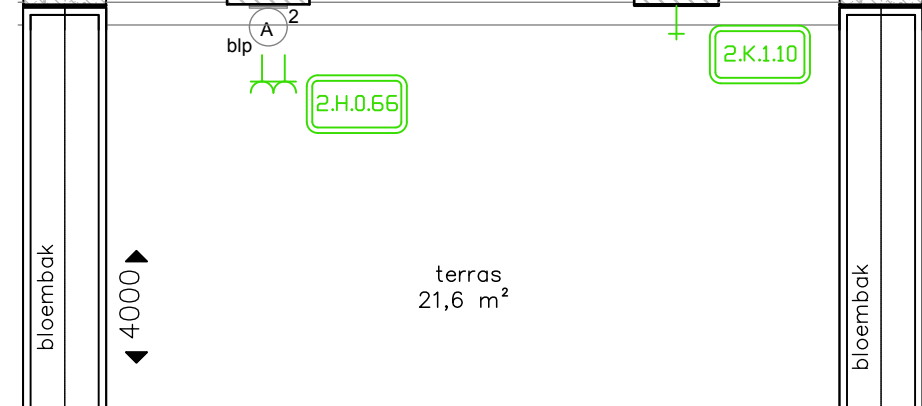 A 2
blp
2.K.1.10
2.H.0.66
bloembak
4000
terras
21,6 m²
bloembak